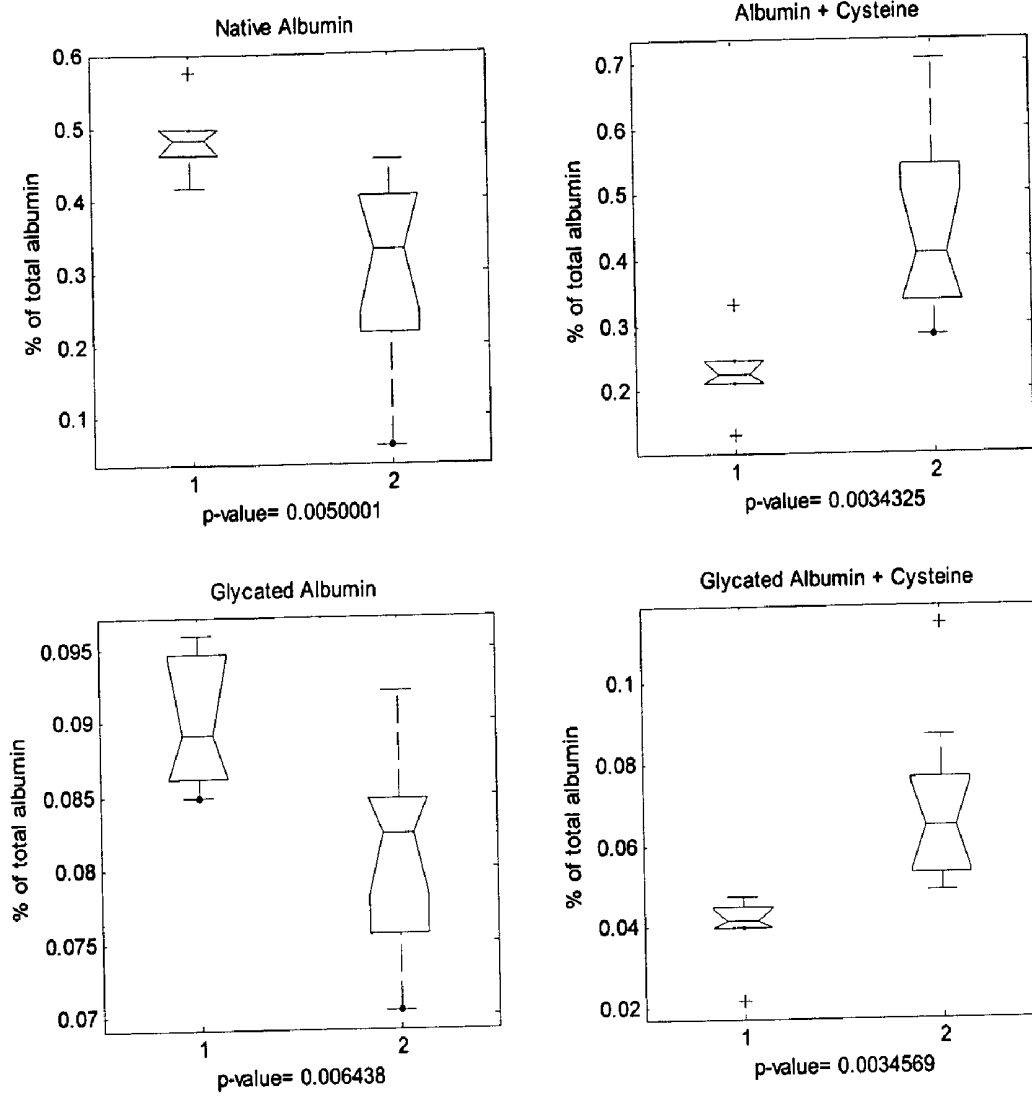 Native Albumin
% of total albumin
0.6
0.5
0.4
0.3
0.2
0.1
1
2
p-value= 0.0050001
Albumin + Cysteine
% of total albumin
0.7
0.6
0.5
0.4
0.3
0.2
1
2
p-value= 0.0034325
Glycated Albumin
% of total albumin
0.095
0.09
0.085
0.08
0.075
0.07
1
2
p-value= 0.006438
Glycated Albumin + Cysteine
% of total albumin
0.1
0.08
0.06
0.04
0.02
1
2
p-value= 0.0034569